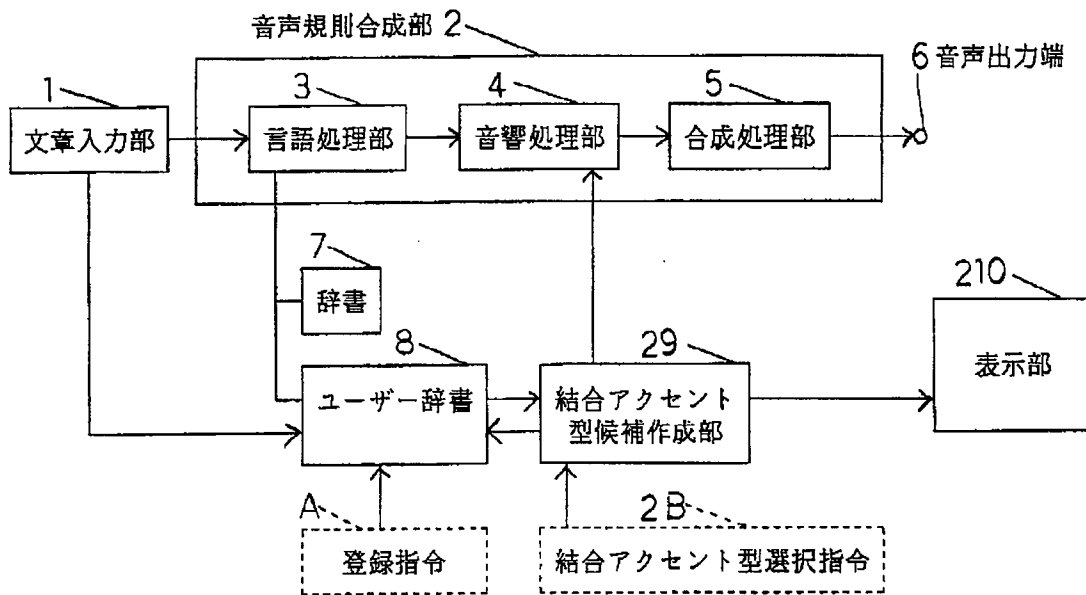 音声規則合成部 2
6 音声出力端
1
3
4
5
文章入力部
言語処理部
音響処理部
合成処理部
7
辞書
210
8
29
表示部
ユーザー辞書
結合アクセント
型候補作成部
A
2B
登録指令
結合アクセント型選択指令